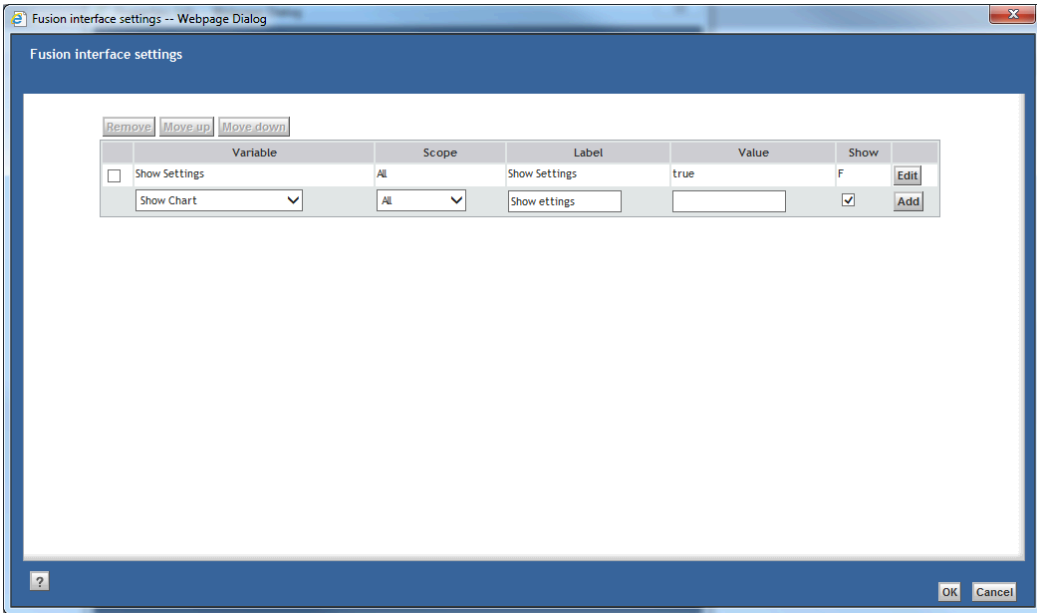 Fusion interface settings -- Webpage Dialog
Fusion interface settings
Remove Move up Move down
Variable Scope Label Value Show
Show Settings All Show Settings true F Edit
Show Chart All Show ettings Add
? OK Cancel